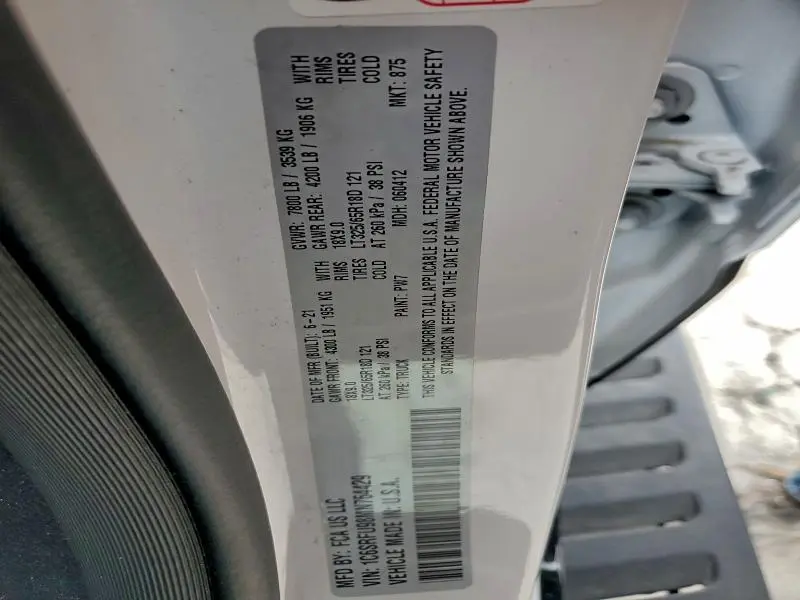 MFD BY: FCA US LLC
DATE OF MFR (BUILT): 6-21
GVWR: 7800 LB / 3539 KG
GAWR FRONT: 4300 LB / 1951 KG WITH
18X9.0 RIMS
LT325/65R18D 121 TIRES
AT 260 kPa / 38 PSI COLD
GAWR REAR: 4200 LB / 1906 KG WITH
18X9.0 RIMS
LT325/65R18D 121 TIRES
AT 260 kPa / 38 PSI COLD
VIN: 1C6SRFU98MN764429
TYPE: TRUCK PAINT: PW7 MDH: 060412 MKT: 875
VEHICLE MADE IN: U.S.A.
THIS VEHICLE CONFORMS TO ALL APPLICABLE U.S.A. FEDERAL MOTOR VEHICLE SAFETY
STANDARDS IN EFFECT ON THE DATE OF MANUFACTURE SHOWN ABOVE.